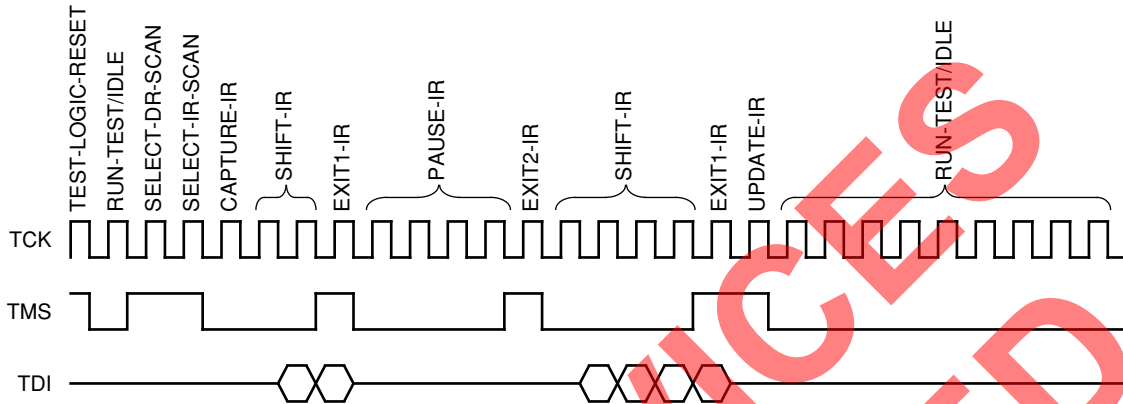 TEST-LOGIC-RESET
RUN-TEST/IDLE
SELECT-DR-SCAN
SELECT-IR-SCAN
CAPTURE-IR
SHIFT-IR
EXIT1-IR
PAUSE-IR
EXIT2-IR
SHIFT-IR
EXIT1-IR
UPDATE-IR
RUN-TEST/IDLE
TCK
TMS
TDI